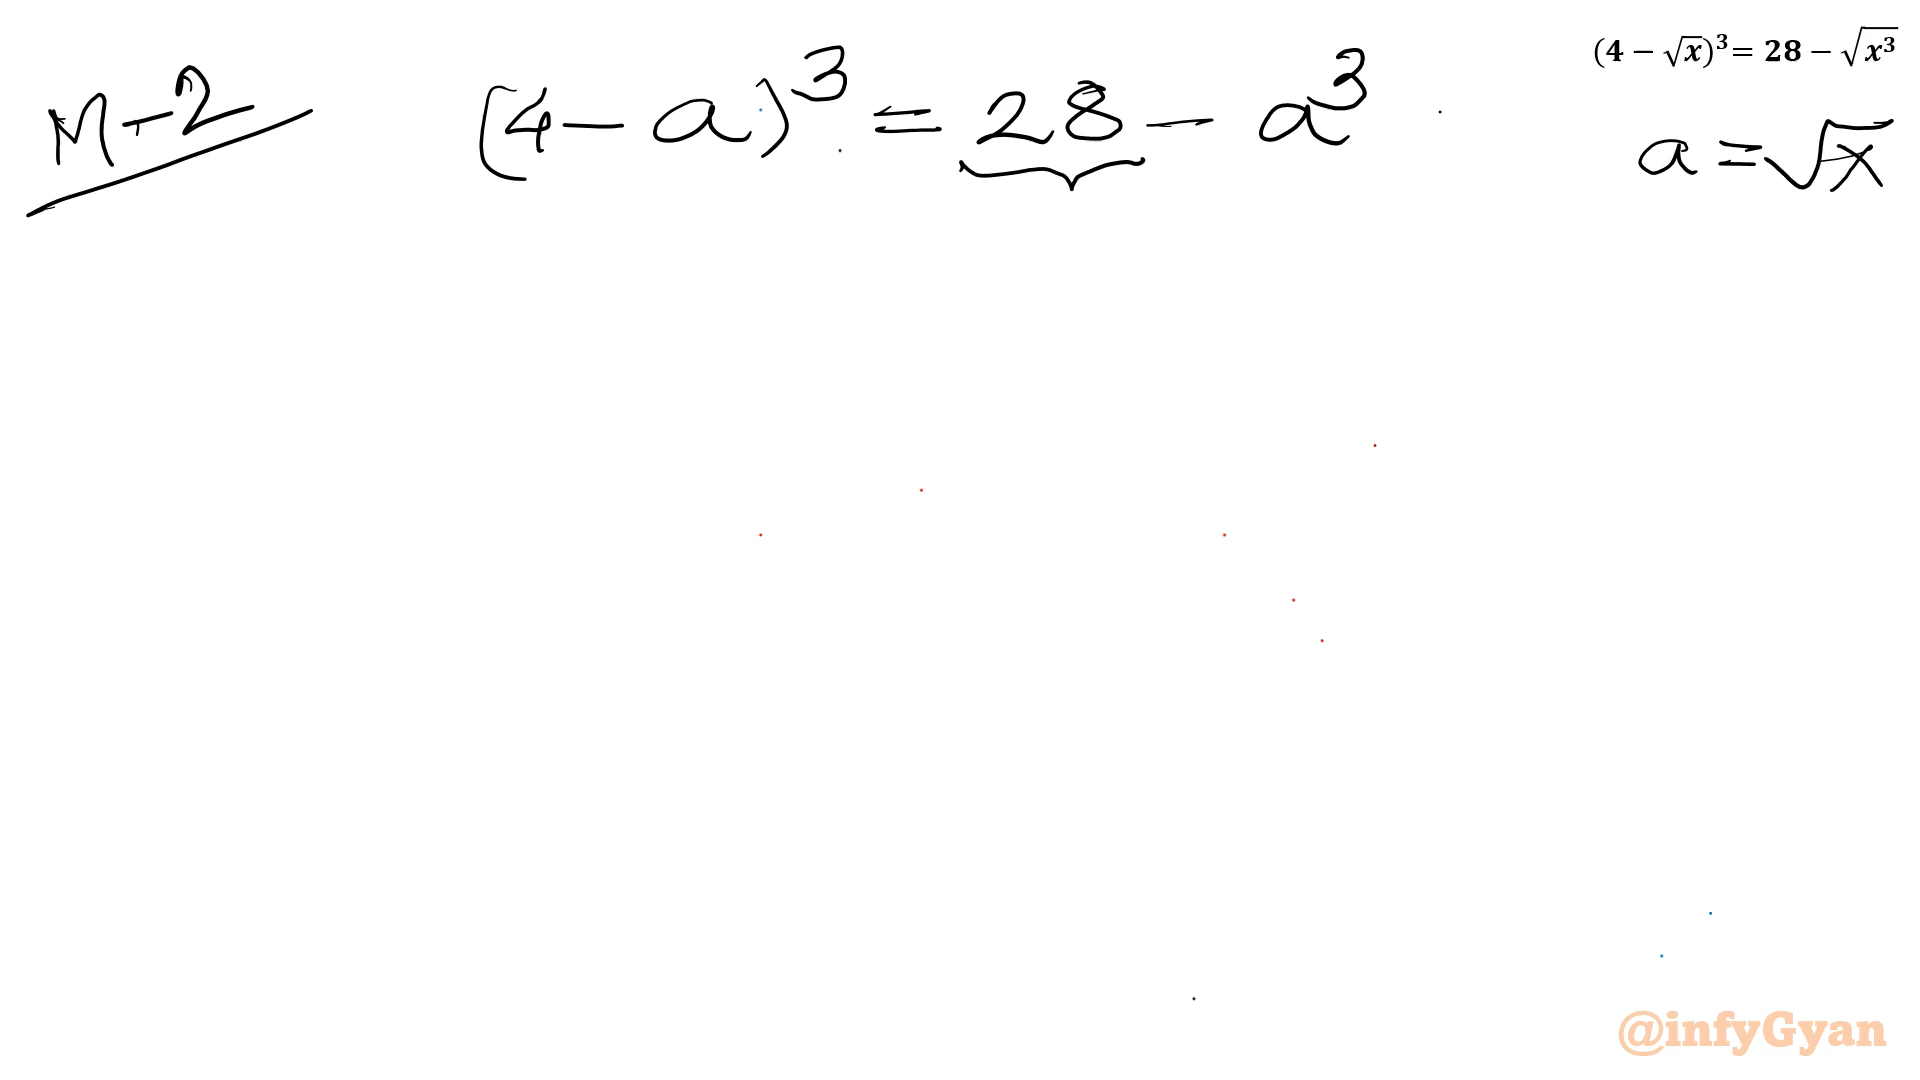 (4 − √x)³= 28 − √x³
M-2 (4 − a)³ = 28 − a³
a = √x
@infyGyan